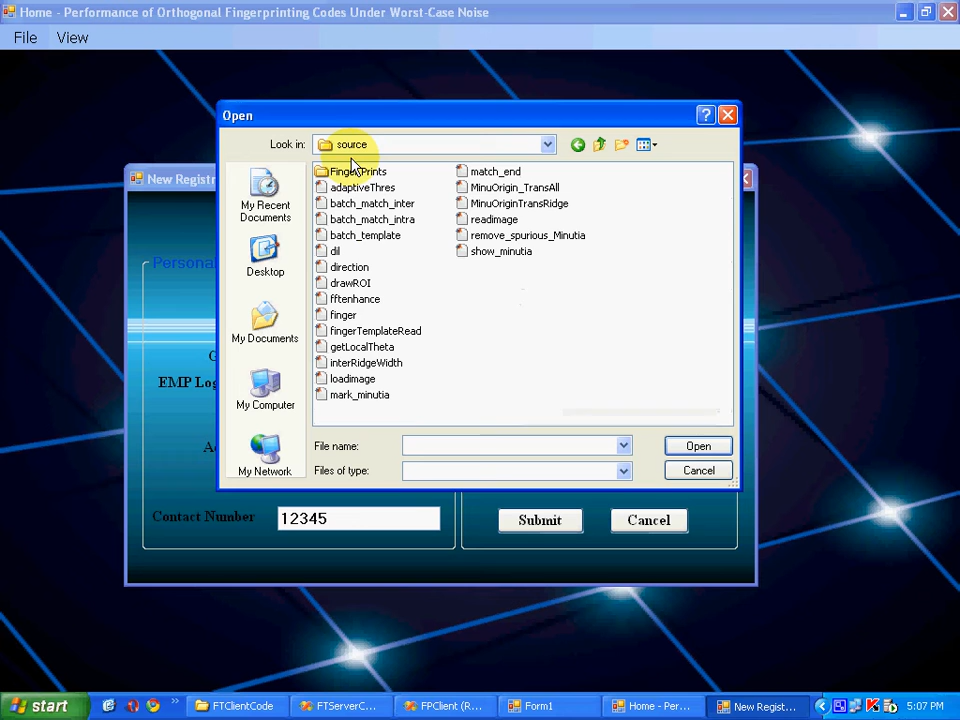 Home - Performance of Orthogonal Fingerprinting Codes Under Worst-Case Noise
File View
Open
Look in: source
New Registr
Personal
EMP Log
Contact Number 12345
Submit Cancel
My Recent Documents
Desktop
My Documents
My Computer
My Network
FingerPrints
adaptiveThres
batch_match_inter
batch_match_intra
batch_template
dil
direction
drawROI
fftenhance
finger
fingerTemplateRead
getLocalTheta
interRidgeWidth
loadimage
mark_minutia
match_end
MinuOrigin_TransAll
MinuOriginTransRidge
readimage
remove_spurious_Minutia
show_minutia
File name: Open
Files of type: Cancel
start FTClientCode FTServerC... FPClient (R... Form1 Home - Per... New Regist... 5:07 PM